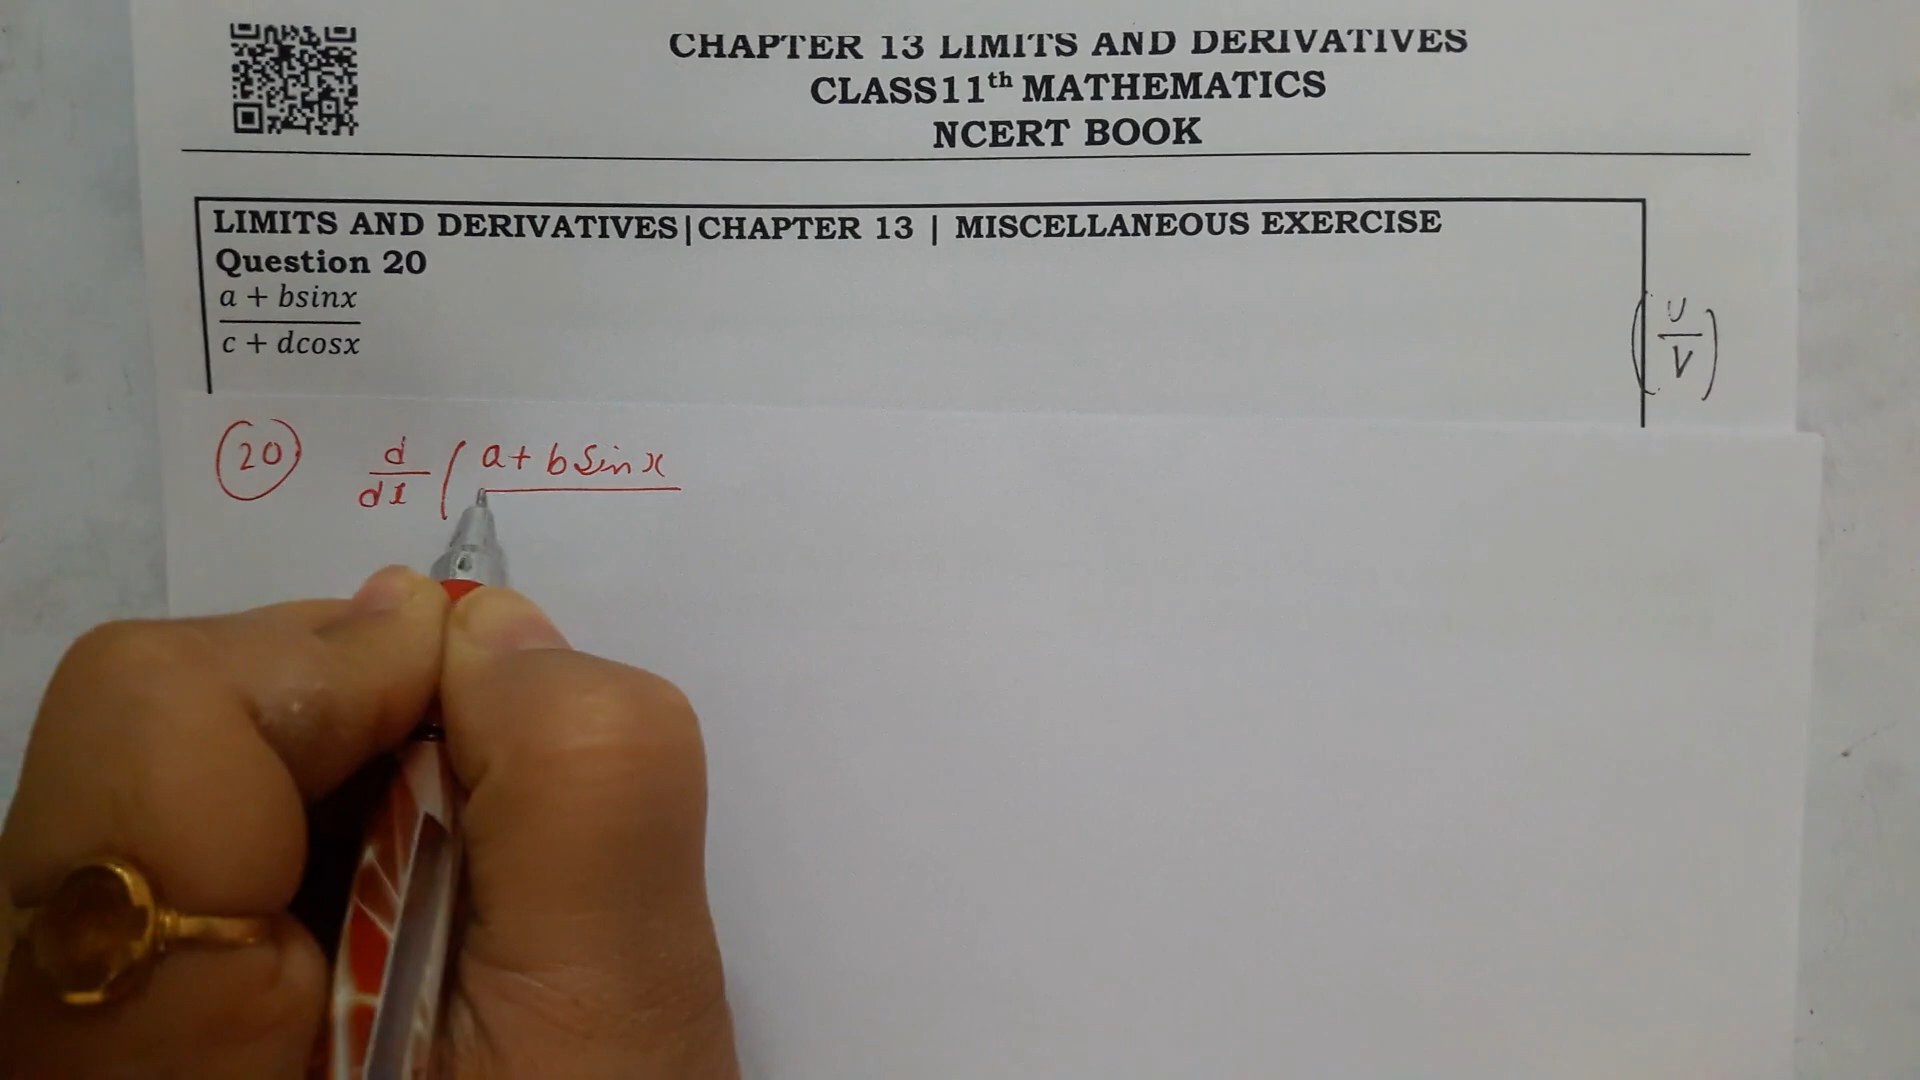 CHAPTER 13 LIMITS AND DERIVATIVES
CLASS11th MATHEMATICS
NCERT BOOK
LIMITS AND DERIVATIVES|CHAPTER 13 | MISCELLANEOUS EXERCISE
Question 20
a + bsinx
c + dcosx
U
V
20 d ( a+ b Sin x
dx